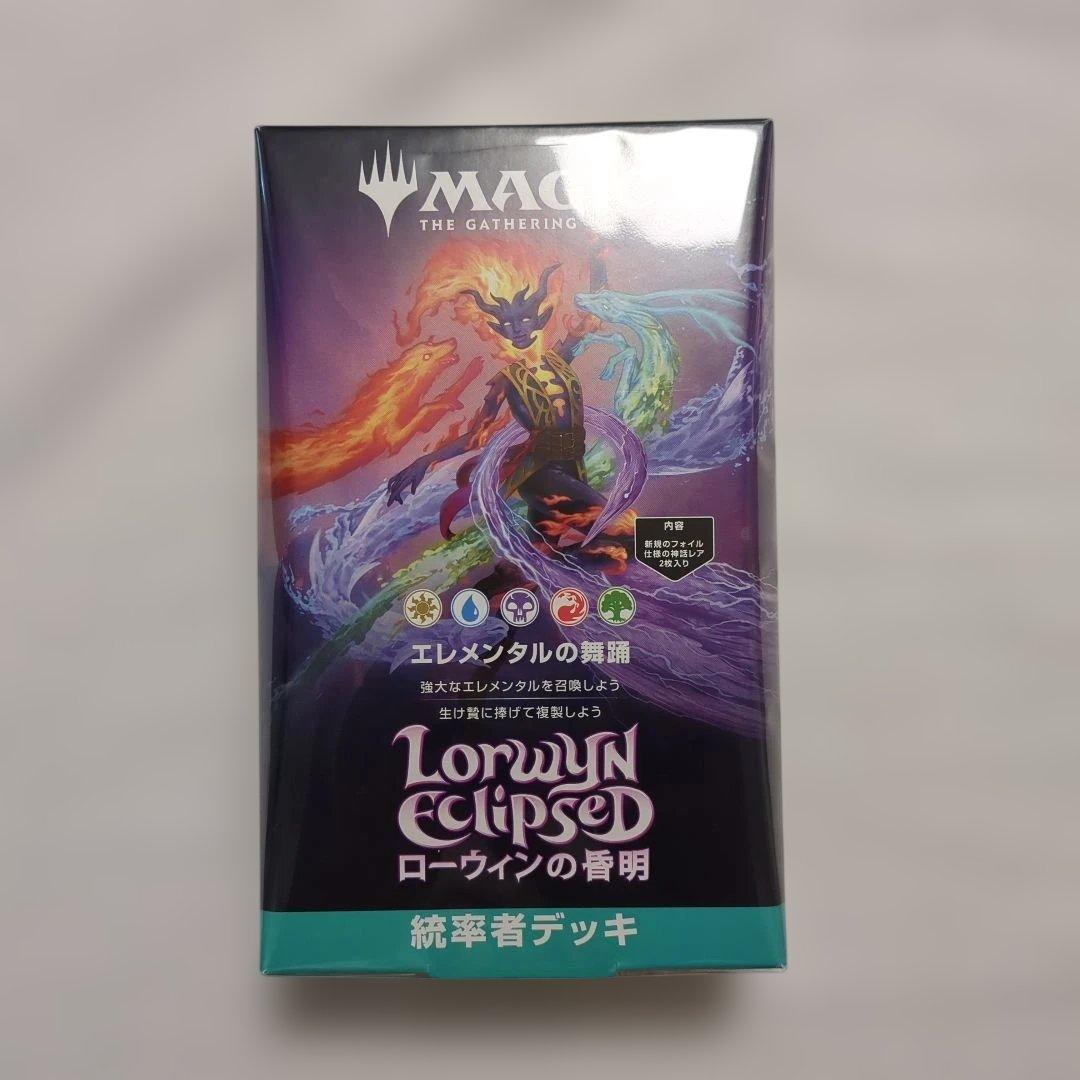 MAG
THE GATHERING
内容
新規のフォイル
仕様の神話レア
2枚入り
エレメンタルの舞踊
強大なエレメンタルを召喚しよう
生け贄に捧げて複製しよう
LORWYN
ECLIPSED
ローウィンの昏明
統率者デッキ